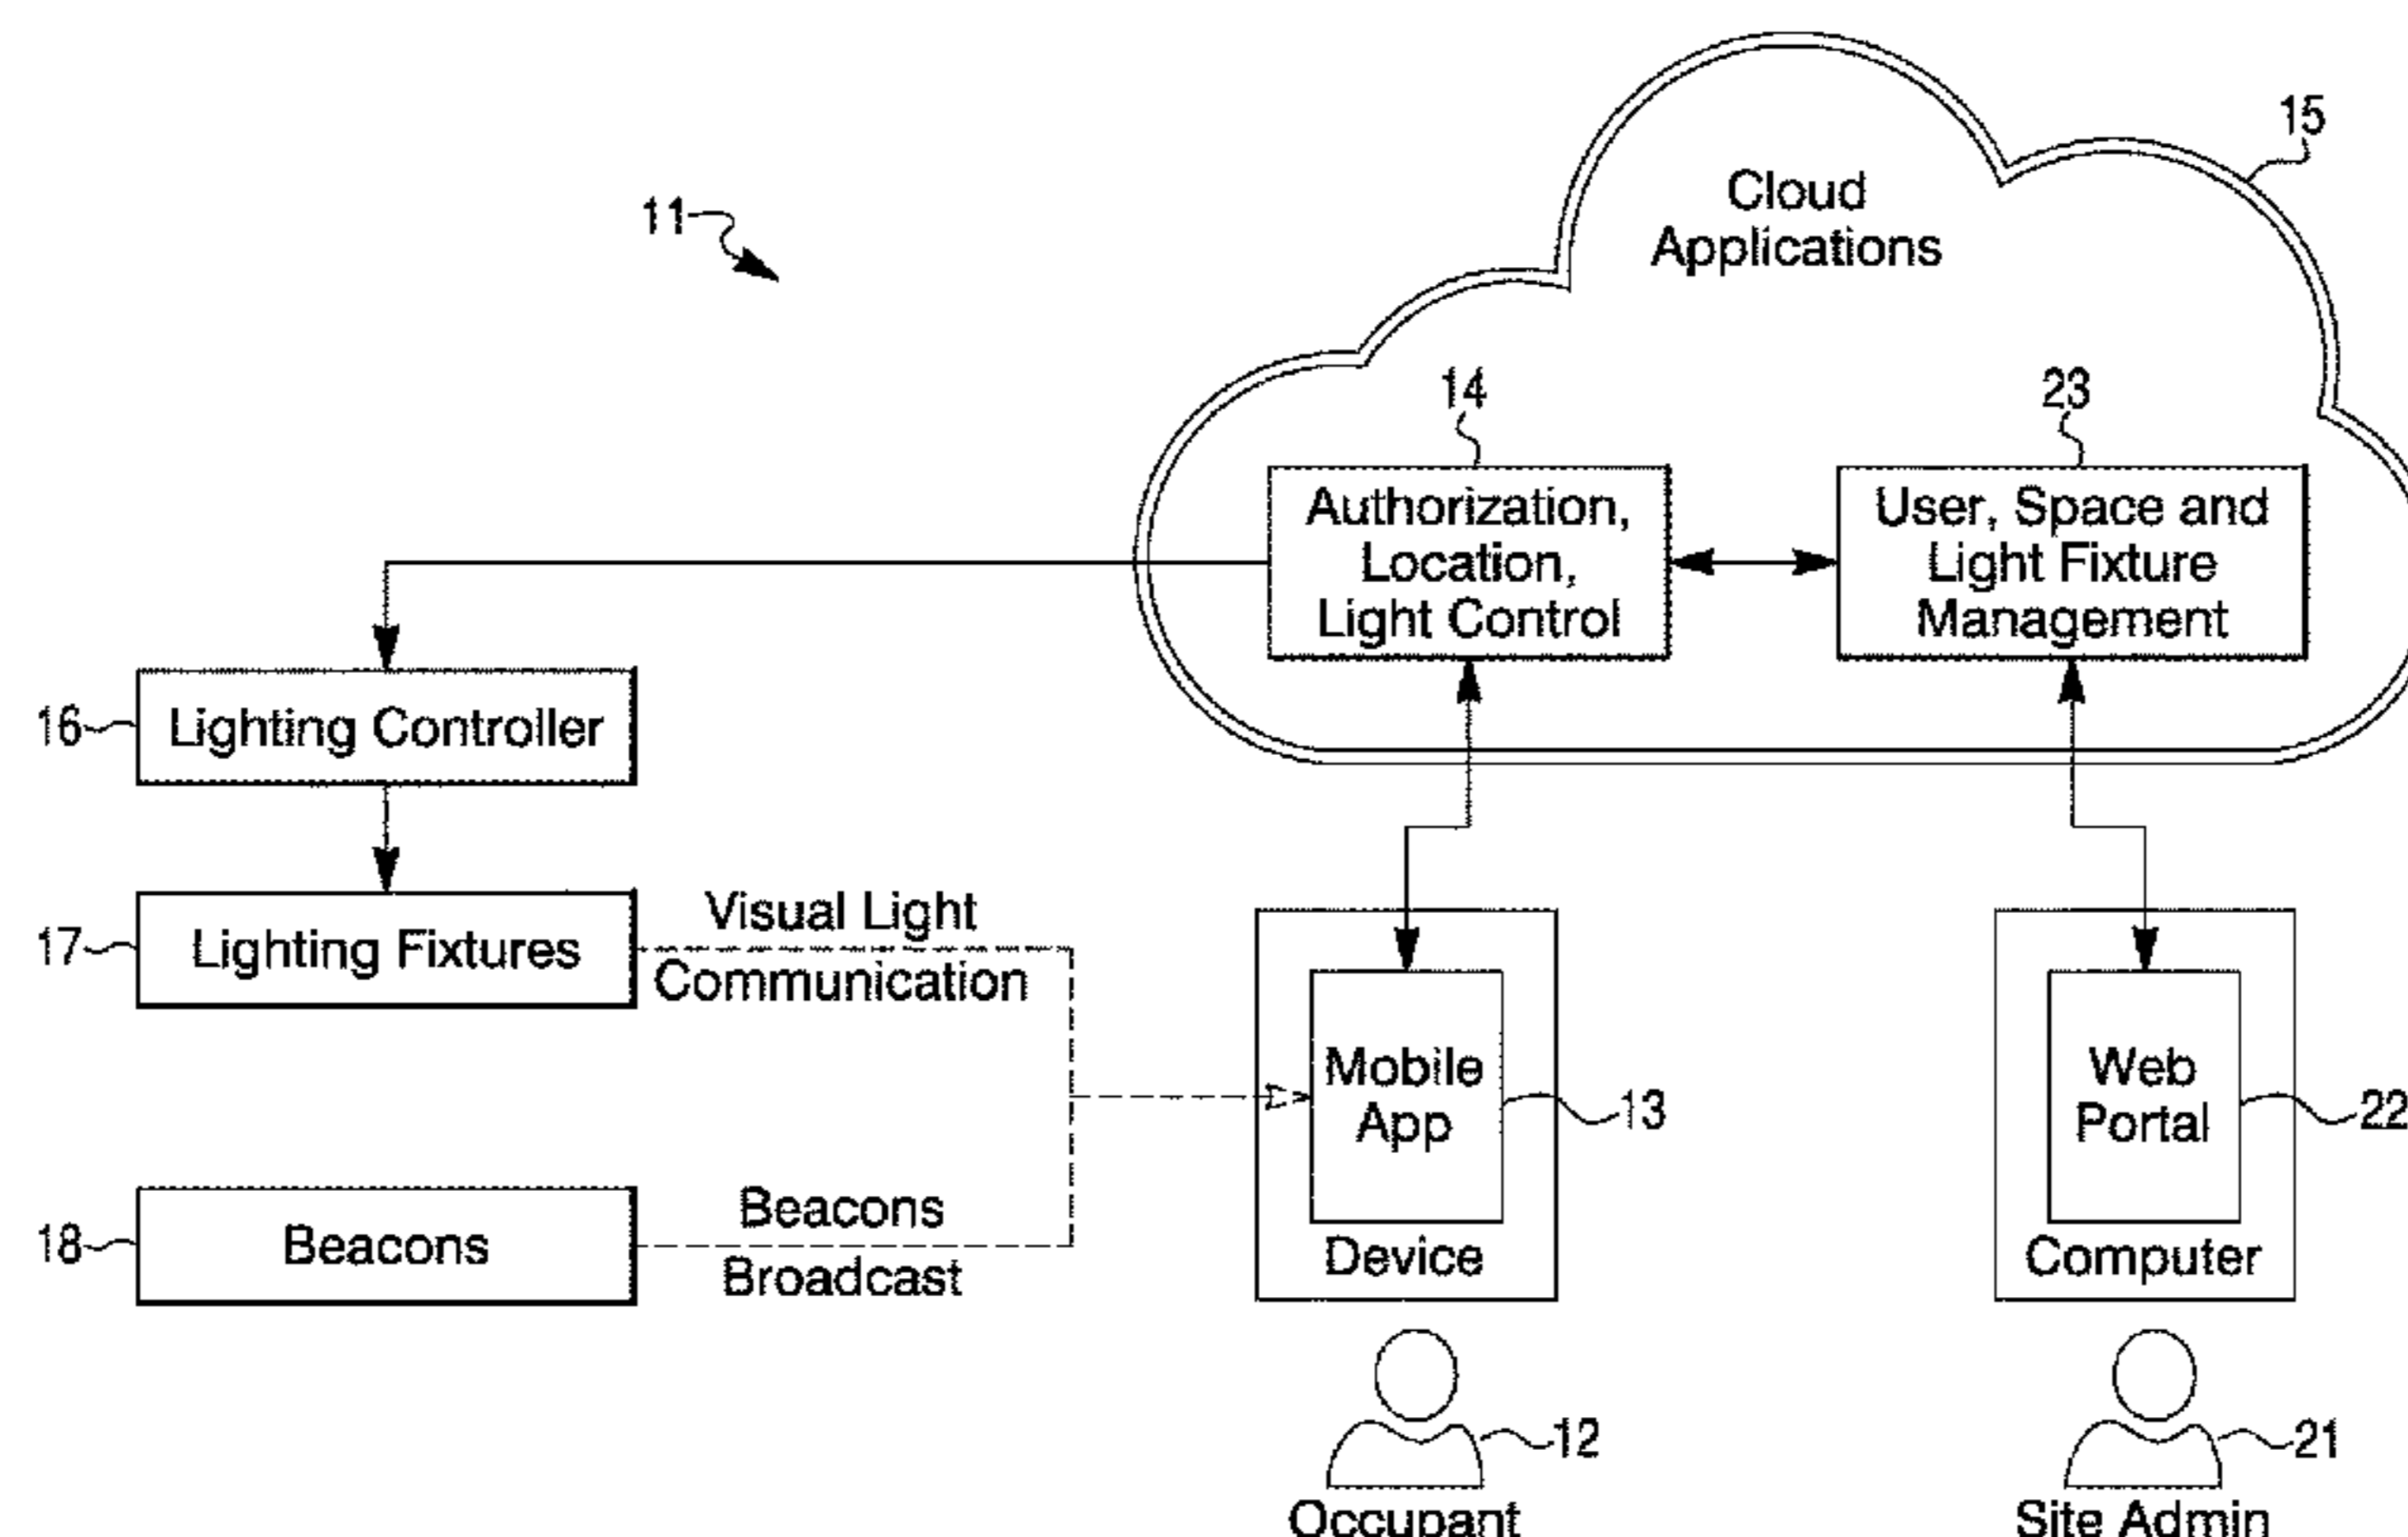 15
Cloud
Applications
11
14
23
Authorization,
Location,
Light Control
User, Space and
Light Fixture
Management
16
Lighting Controller
17
Lighting Fixtures
Visual Light
Communication
Mobile
App
13
Device
Web
Portal
22
Computer
18
Beacons
Beacons
Broadcast
12
21
Occupant
Site Admin